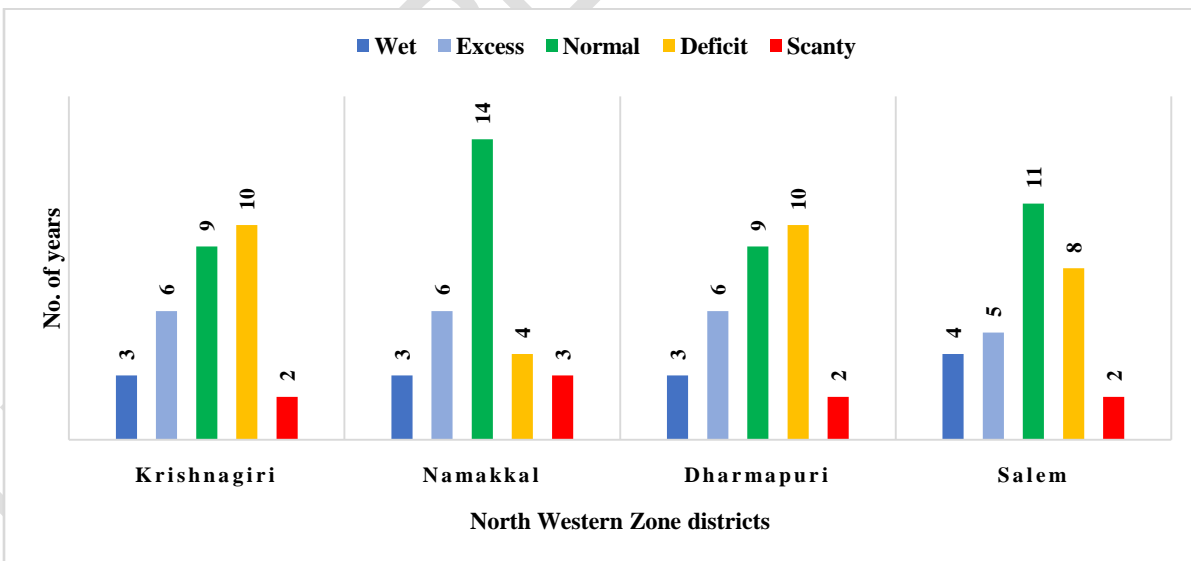 Wet Excess Normal Deficit Scanty
No. of years
3 6 9 10 2
3 6 14 4 3
3 6 9 10 2
4 5 11 8 2
Krishnagiri Namakkal Dharmapuri Salem
North Western Zone districts